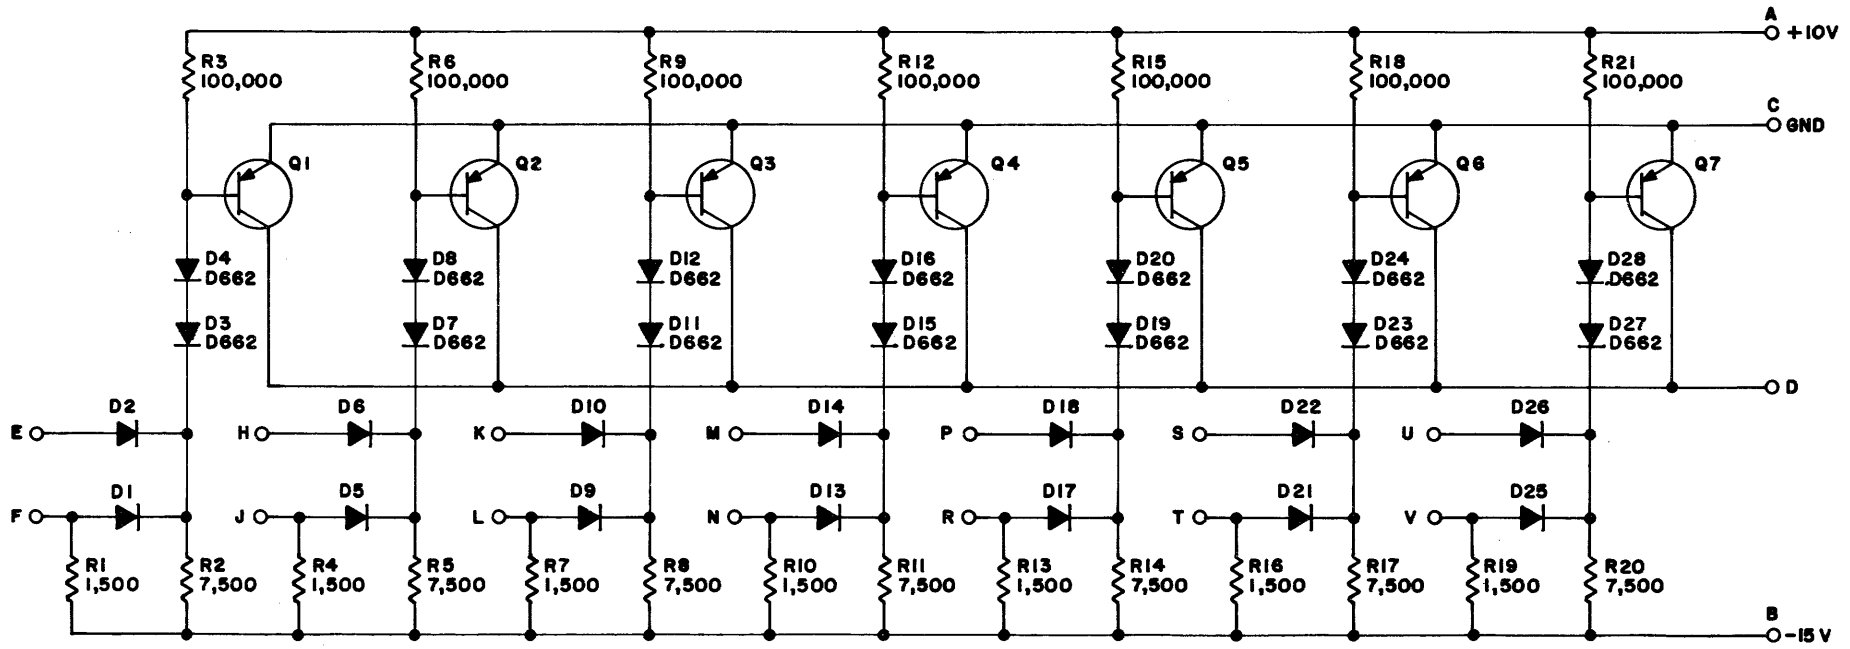 A
+10V
R3
100,000
R6
100,000
R9
100,000
R12
100,000
R15
100,000
R18
100,000
R21
100,000
C
GND
Q1
Q2
Q3
Q4
Q5
Q6
Q7
D4
D662
D8
D662
D12
D662
D16
D662
D20
D662
D24
D662
D28
D662
D3
D662
D7
D662
D11
D662
D15
D662
D19
D662
D23
D662
D27
D662
D
E
D2
H
D6
K
D10
M
D14
P
D18
S
D22
U
D26
F
D1
J
D5
L
D9
N
D13
R
D17
T
D21
V
D25
R1
1,500
R2
7,500
R4
1,500
R5
7,500
R7
1,500
R8
7,500
R10
1,500
R11
7,500
R13
1,500
R14
7,500
R16
1,500
R17
7,500
R19
1,500
R20
7,500
B
-15V